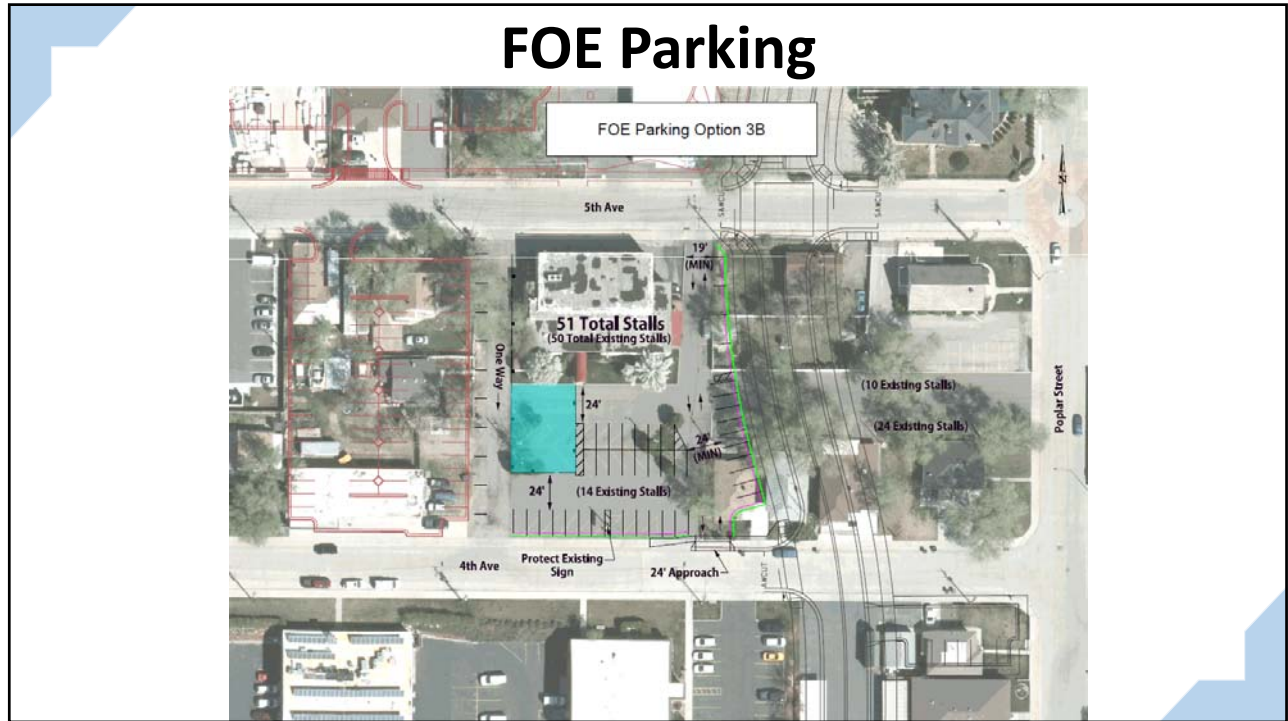 FOE Parking
FOE Parking Option 3B
N
5th Ave
SAWCUT
SAWCUT
19'
(MIN)
51 Total Stalls
(50 Total Existing Stalls)
One Way
(10 Existing Stalls)
Poplar Street
24'
(24 Existing Stalls)
24'
(MIN)
24'
(14 Existing Stalls)
Protect Existing
Sign
4th Ave
24' Approach